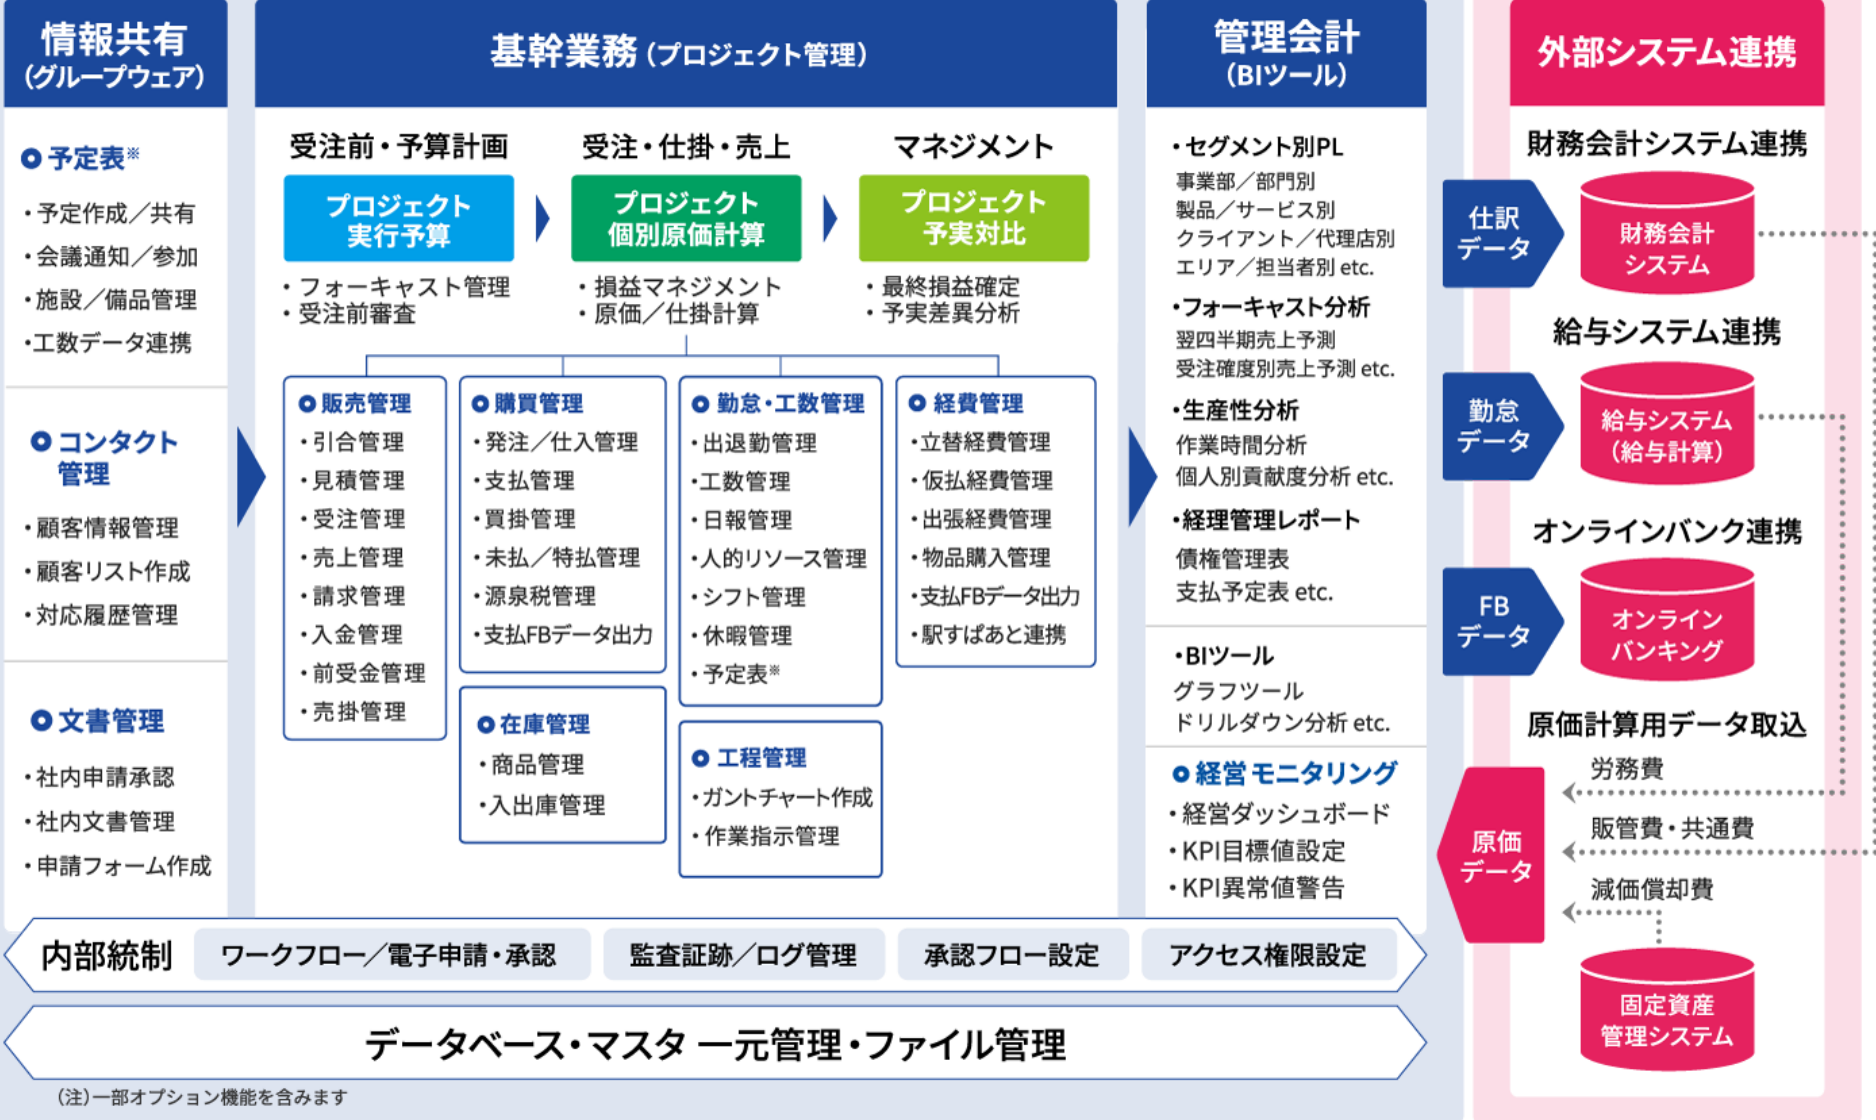 情報共有
(グループウェア)
予定表※
・予定作成／共有
・会議通知／参加
・施設／備品管理
・工数データ連携
コンタクト
管理
・顧客情報管理
・顧客リスト作成
・対応履歴管理
文書管理
・社内申請承認
・社内文書管理
・申請フォーム作成
基幹業務(プロジェクト管理)
受注前・予算計画
プロジェクト
実行予算
・フォーキャスト管理
・受注前審査
受注・仕掛・売上
プロジェクト
個別原価計算
・損益マネジメント
・原価／仕掛計算
マネジメント
プロジェクト
予実対比
・最終損益確定
・予実差異分析
販売管理
・引合管理
・見積管理
・受注管理
・売上管理
・請求管理
・入金管理
・前受金管理
・売掛管理
購買管理
・発注／仕入管理
・支払管理
・買掛管理
・未払／特払管理
・源泉税管理
・支払FBデータ出力
在庫管理
・商品管理
・入出庫管理
勤怠・工数管理
・出退勤管理
・工数管理
・日報管理
・人的リソース管理
・シフト管理
・休暇管理
・予定表※
工程管理
・ガントチャート作成
・作業指示管理
経費管理
・立替経費管理
・仮払経費管理
・出張経費管理
・物品購入管理
・支払FBデータ出力
・駅すぱあと連携
管理会計
(BIツール)
・セグメント別PL
事業部／部門別
製品／サービス別
クライアント／代理店別
エリア／担当者別 etc.
・フォーキャスト分析
翌四半期売上予測
受注確度別売上予測 etc.
・生産性分析
作業時間分析
個人別貢献度分析 etc.
・経理管理レポート
債権管理表
支払予定表 etc.
・BIツール
グラフツール
ドリルダウン分析 etc.
経営モニタリング
・経営ダッシュボード
・KPI目標値設定
・KPI異常値警告
外部システム連携
財務会計システム連携
仕訳
データ
財務会計
システム
給与システム連携
勤怠
データ
給与システム
(給与計算)
オンラインバンク連携
FB
データ
オンライン
バンキング
原価計算用データ取込
原価
データ
労務費
販管費・共通費
減価償却費
固定資産
管理システム
内部統制
ワークフロー／電子申請・承認
監査証跡／ログ管理
承認フロー設定
アクセス権限設定
データベース・マスタ 一元管理・ファイル管理
(注)一部オプション機能を含みます